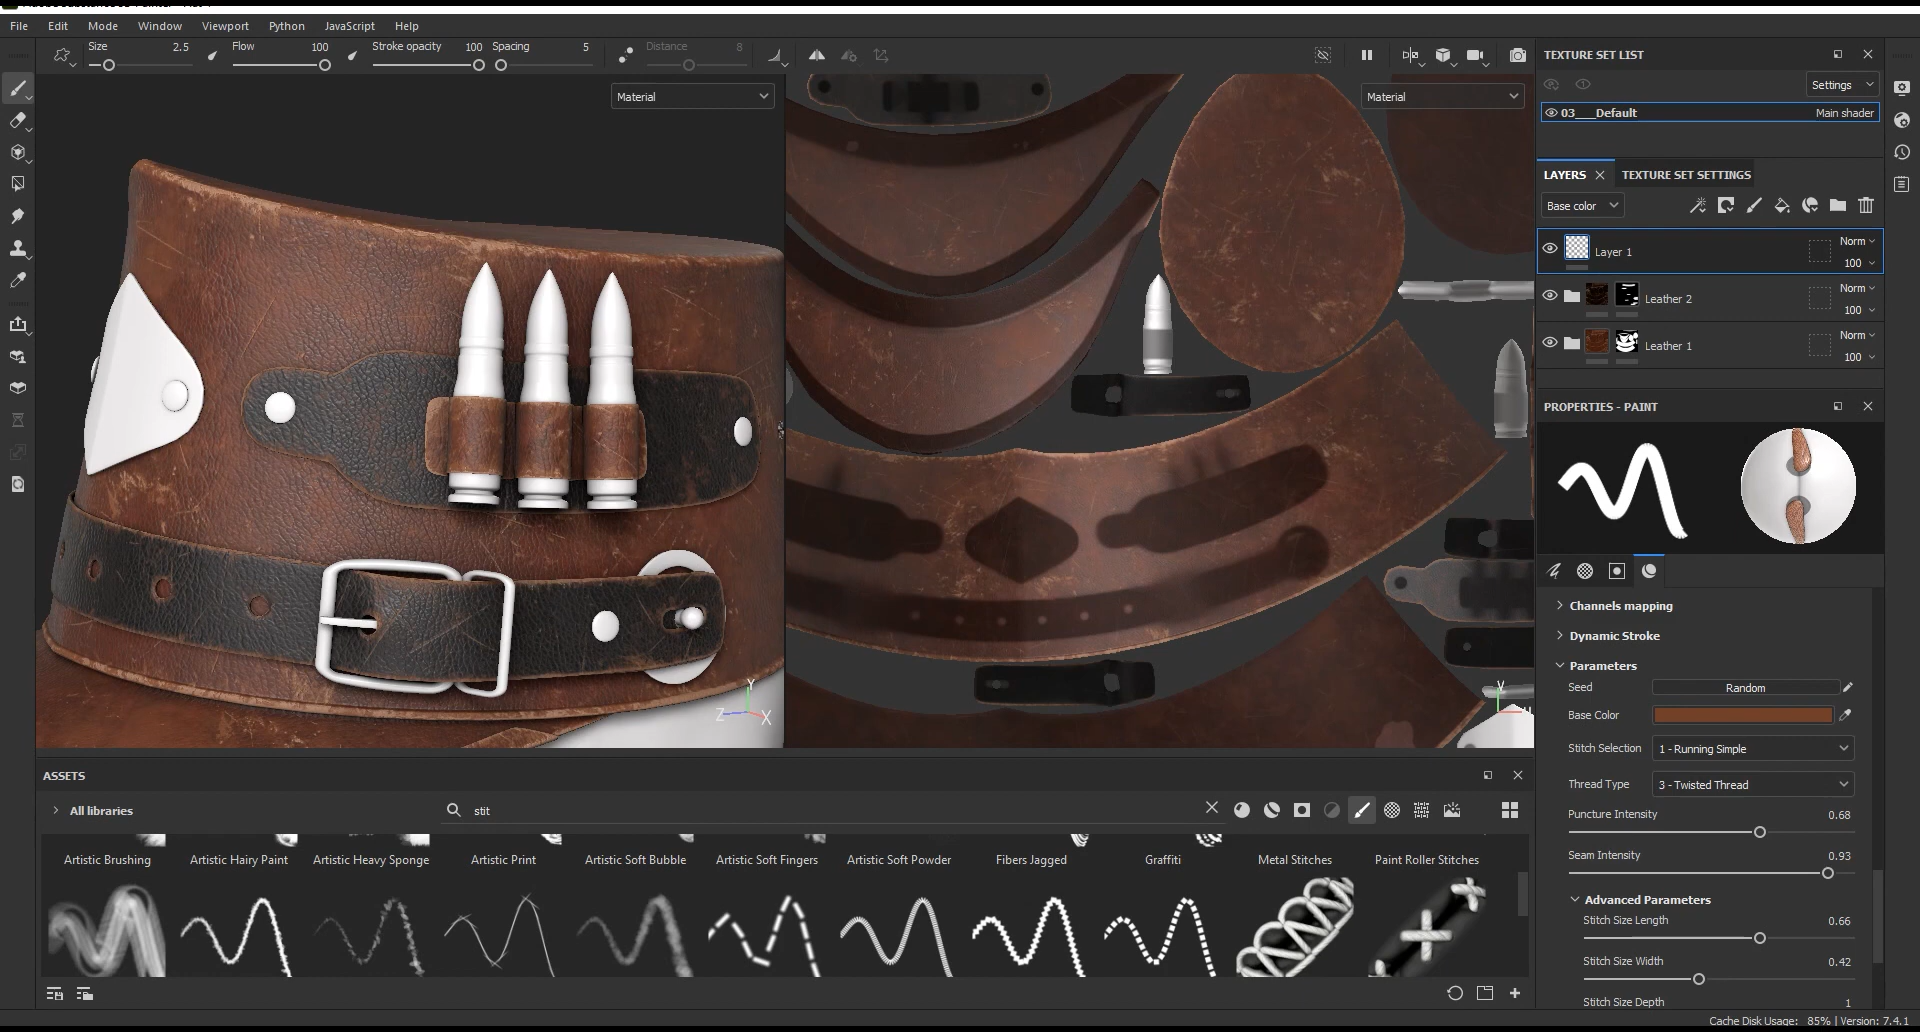 File Edit Mode Window Viewport Python JavaScript Help
Size 2.5 Flow 100 Stroke opacity 100 Spacing 5 Distance 8
Material
Material
Z Y X
TEXTURE SET LIST
Settings
03___Default Main shader
LAYERS TEXTURE SET SETTINGS
Base color
Layer 1 Norm 100
Leather 2 Norm 100
Leather 1 Norm 100
PROPERTIES - PAINT
Channels mapping
Dynamic Stroke
Parameters
Seed Random
Base Color
Stitch Selection 1 - Running Simple
Thread Type 3 - Twisted Thread
Puncture Intensity 0.68
Seam Intensity 0.93
Advanced Parameters
Stitch Size Length 0.66
Stitch Size Width 0.42
Stitch Size Depth 1
ASSETS
All libraries stit
Artistic Brushing Artistic Hairy Paint Artistic Heavy Sponge Artistic Print Artistic Soft Bubble Artistic Soft Fingers Artistic Soft Powder Fibers Jagged Graffiti Metal Stitches Paint Roller Stitches
Cache Disk Usage: 85% | Version: 7.4.1